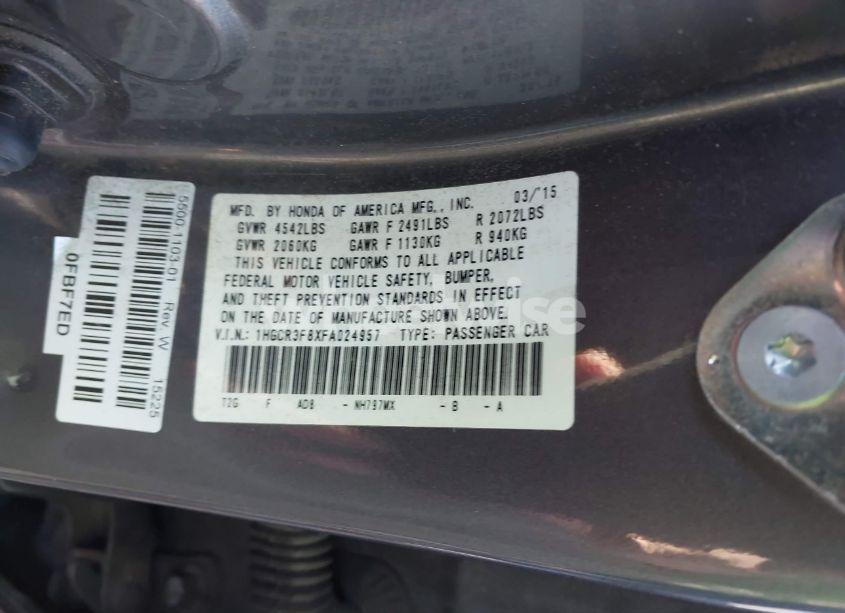 5500-1103-01 Rev. W 15225
0FBF7ED
MFD. BY HONDA OF AMERICA MFG., INC. 03/'15
GVWR 4542LBS GAWR F 2491LBS R 2072LBS
GVWR 2060KG GAWR F 1130KG R 940KG
THIS VEHICLE CONFORMS TO ALL APPLICABLE
FEDERAL MOTOR VEHICLE SAFETY, BUMPER,
AND THEFT PREVENTION STANDARDS IN EFFECT
ON THE DATE OF MANUFACTURE SHOWN ABOVE.
V.I.N.: 1HGCR3F8XFA024957 TYPE: PASSENGER CAR
T2G F AD8 - NH797MX - B - A